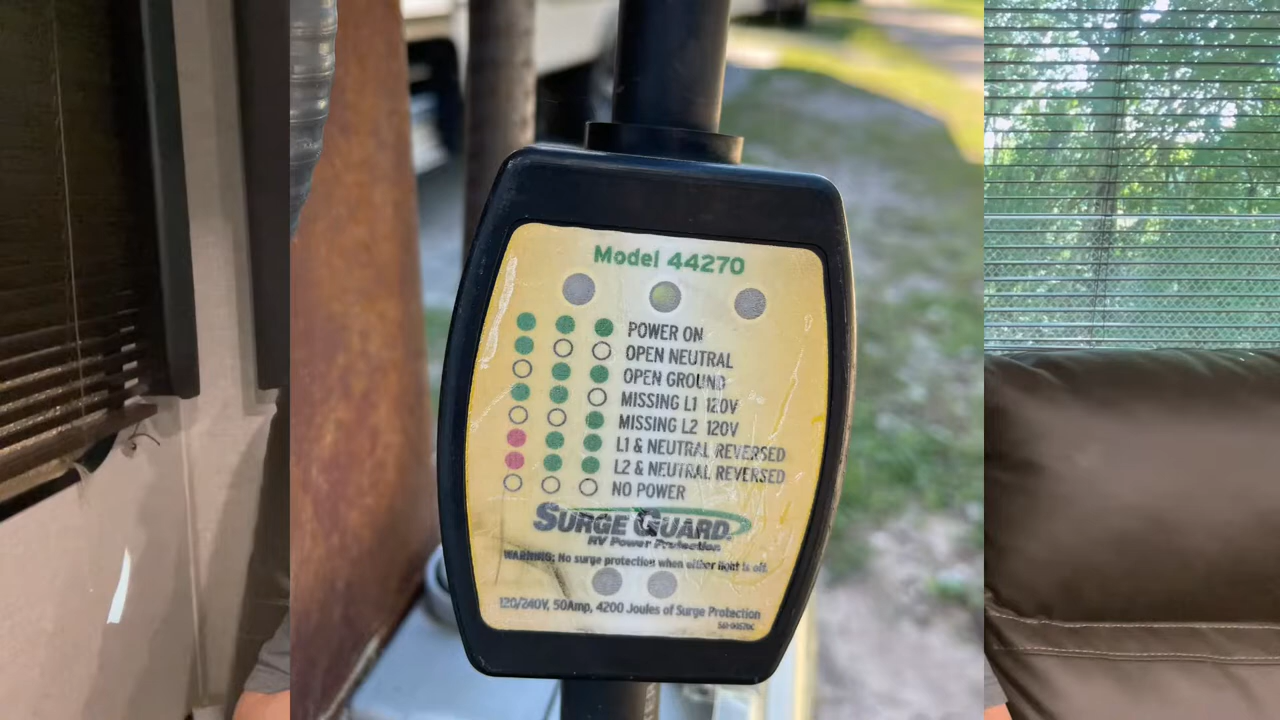 Model 44270
POWER ON
OPEN NEUTRAL
OPEN GROUND
MISSING L1 120V
MISSING L2 120V
L1 & NEUTRAL REVERSED
L2 & NEUTRAL REVERSED
NO POWER
SURGE GUARD.
RV Power Protection
WARNING: No surge protection when either light is off.
120/240V, 50Amp, 4200 Joules of Surge Protection